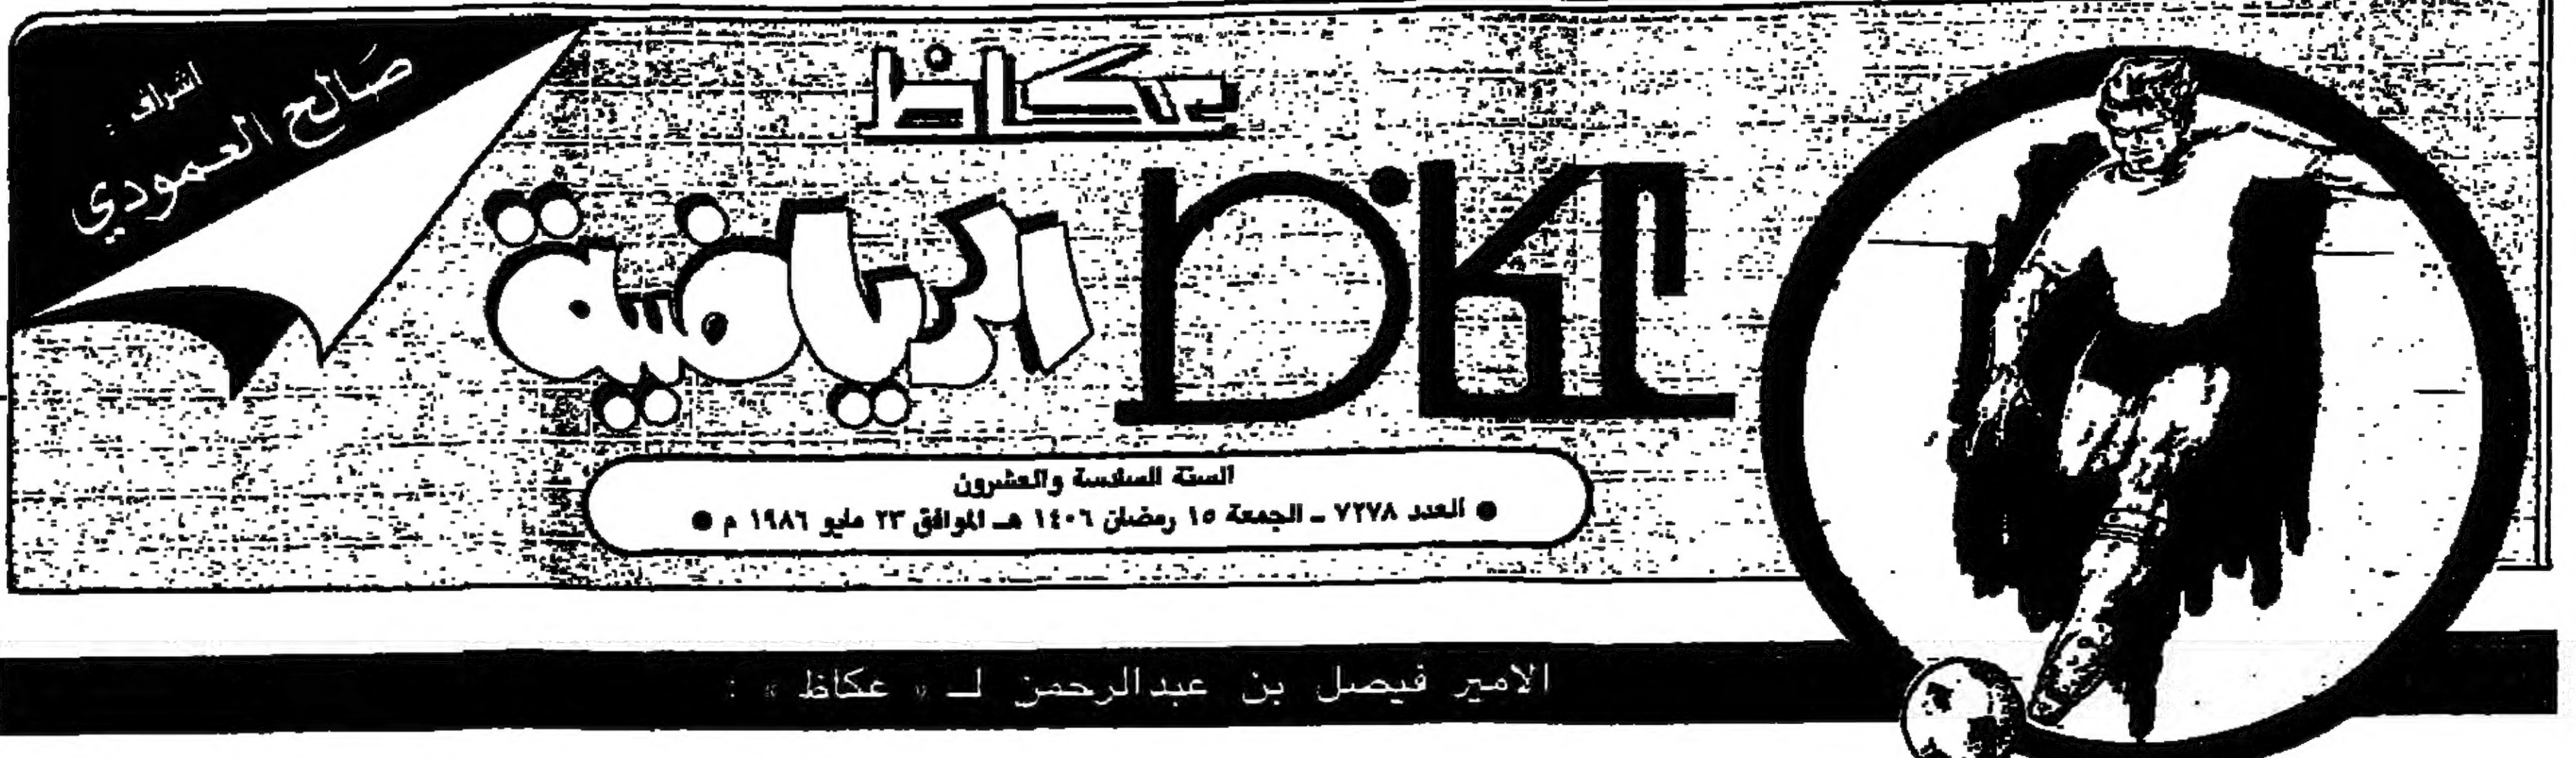 عكاظ
عكاظ الرياضية
اشراف :
صالح العمودي
السنة السادسة والعشرون
● العدد ٧٢٧٨ ـ الجمعة ١٥ رمضان ١٤٠٦ هـ الموافق ٢٣ مايو ١٩٨٦ م ●
الامير فيصل بن عبدالرحمن لـ « عكاظ » :